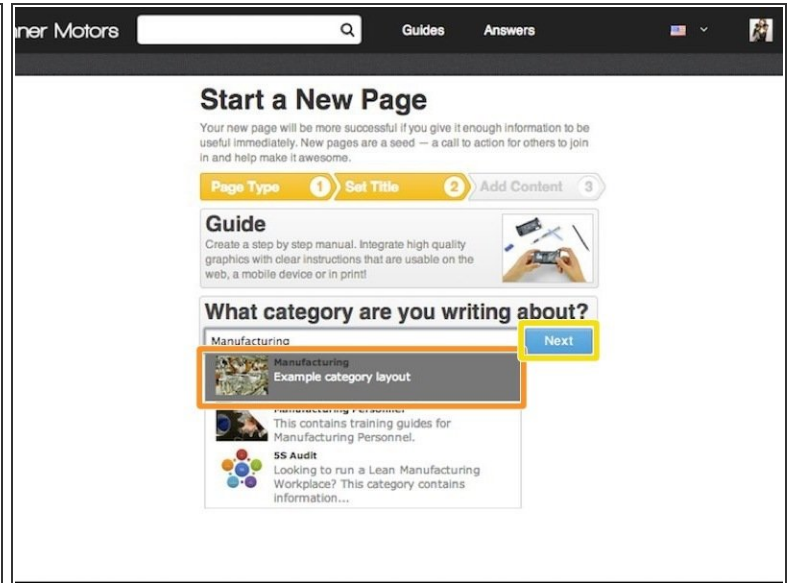 Motors
Guides
Answers
Start a New Page
Your new page will be more successful if you give it enough information to be
useful immediately. New pages are a seed — a call to action for others to join
in and help make it awesome.
Page Type 1 Set Title 2 Add Content 3
Guide
Create a step by step manual. Integrate high quality
graphics with clear instructions that are usable on the
web, a mobile device or in print!
What category are you writing about?
Manufacturing
Next
Manufacturing
Example category layout
Manufacturing Personnel
This contains training guides for
Manufacturing Personnel.
5S Audit
Looking to run a Lean Manufacturing
Workplace? This category contains
information...